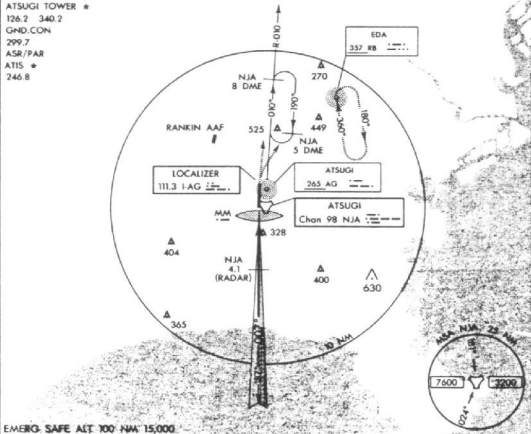 ATSUGI TOWER *
126.2 340.2
GND.CON
299.7
ASR/PAR
ATIS *
246.8
R-010
EDA
357 RB
NJA
8 DME
010°
190°
270
360°
180°
RANKIN AAF
525
449
NJA
5 DME
LOCALIZER
111.3 I-AG
ATSUGI
265 AG
ATSUGI
Chan 98 NJA
MM
328
404
NJA
4.1
(RADAR)
400
630
365
007°
10 NM
MSA NJA 25 NM
7600
3200
024°
EMERG SAFE ALT 100 NM 15,000